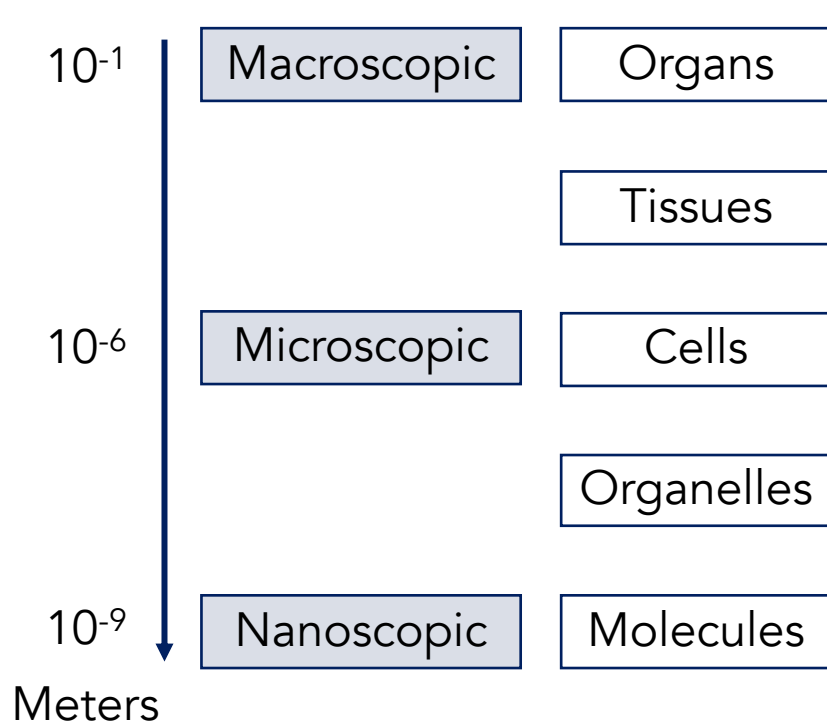 10-1 Macroscopic Organs
Tissues
10-6 Microscopic Cells
Organelles
10-9 Nanoscopic Molecules
Meters